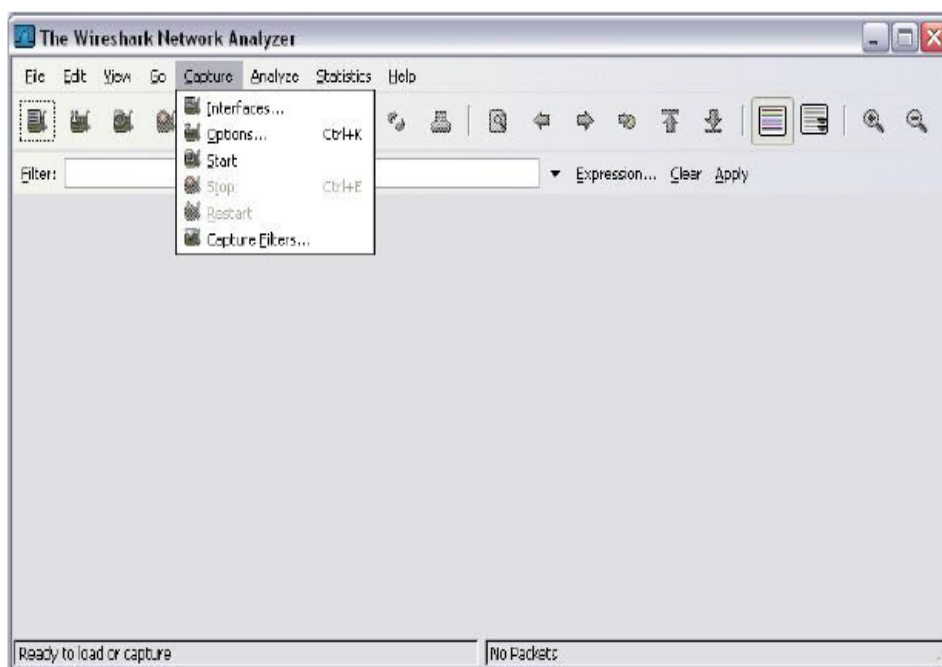 The Wireshark Network Analyzer
File Edit View Go Capture Analyze Statistics Help
Interfaces...
Options... Ctrl+K
Start
Stop Ctrl+E
Restart
Capture Filters...
Filter: Expression... Clear Apply
Ready to load or capture No Packets